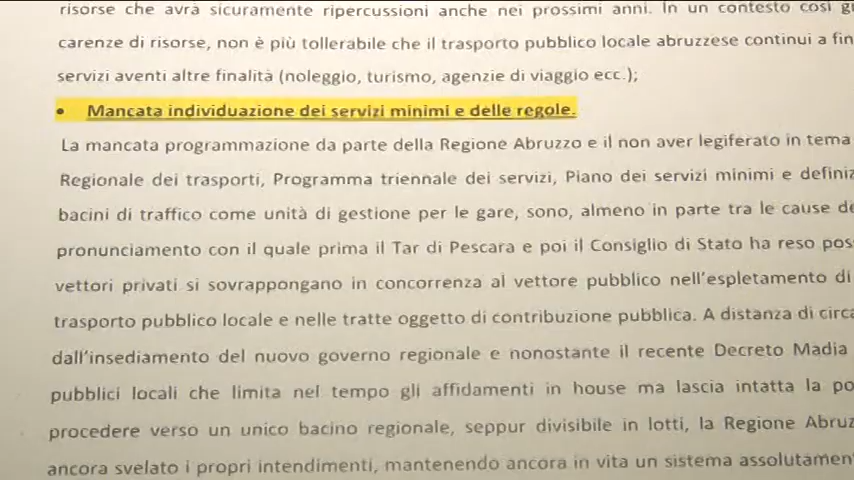 risorse che avrà sicuramente ripercussioni anche nei prossimi anni. In un contesto così
carenze di risorse, non è più tollerabile che il trasporto pubblico locale abruzzese continui a fin
servizi aventi altre finalità (noleggio, turismo, agenzie di viaggio ecc.);
• Mancata individuazione dei servizi minimi e delle regole.
La mancata programmazione da parte della Regione Abruzzo e il non aver legiferato in tema
Regionale dei trasporti, Programma triennale dei servizi, Piano dei servizi minimi e definiz
bacini di traffico come unità di gestione per le gare, sono, almeno in parte tra le cause de
pronunciamento con il quale prima il Tar di Pescara e poi il Consiglio di Stato ha reso pos
vettori privati si sovrappongano in concorrenza al vettore pubblico nell'espletamento di
trasporto pubblico locale e nelle tratte oggetto di contribuzione pubblica. A distanza di circa
dall'insediamento del nuovo governo regionale e nonostante il recente Decreto Madia
pubblici locali che limita nel tempo gli affidamenti in house ma lascia intatta la po
procedere verso un unico bacino regionale, seppur divisibile in lotti, la Regione Abruz
ancora svelato i propri intendimenti, mantenendo ancora in vita un sistema assolutamen